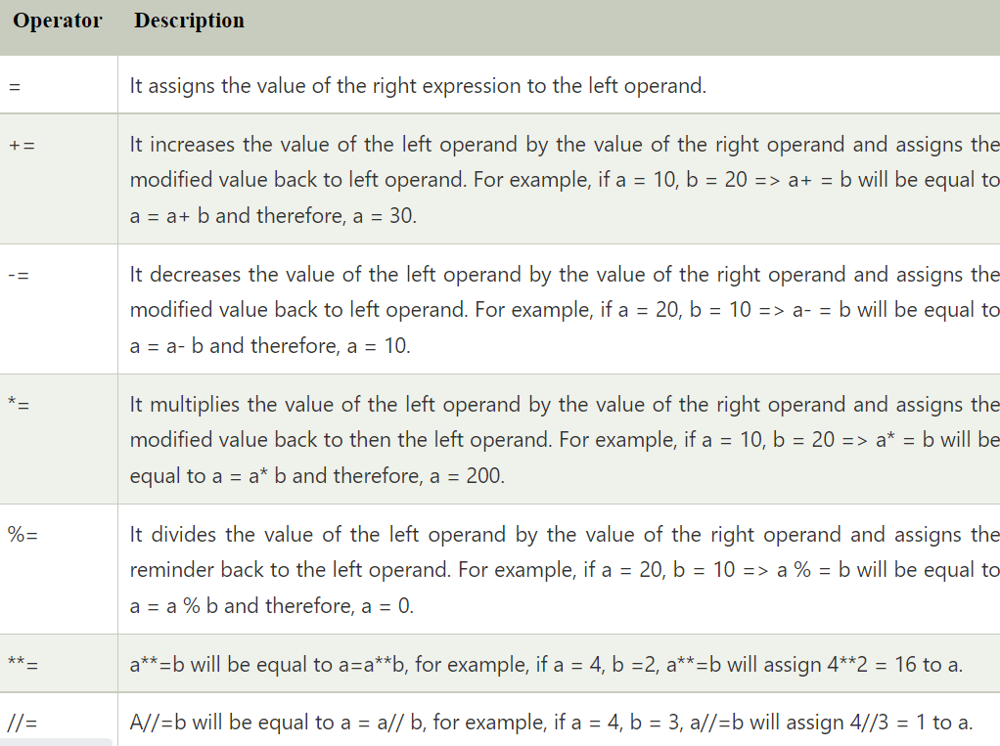 Operator Description
= It assigns the value of the right expression to the left operand.
+= It increases the value of the left operand by the value of the right operand and assigns the
modified value back to left operand. For example, if a = 10, b = 20 => a+ = b will be equal to
a = a+ b and therefore, a = 30.
-= It decreases the value of the left operand by the value of the right operand and assigns the
modified value back to left operand. For example, if a = 20, b = 10 => a- = b will be equal to
a = a- b and therefore, a = 10.
*= It multiplies the value of the left operand by the value of the right operand and assigns the
modified value back to then the left operand. For example, if a = 10, b = 20 => a* = b will be
equal to a = a* b and therefore, a = 200.
%= It divides the value of the left operand by the value of the right operand and assigns the
reminder back to the left operand. For example, if a = 20, b = 10 => a % = b will be equal to
a = a % b and therefore, a = 0.
**= a**=b will be equal to a=a**b, for example, if a = 4, b =2, a**=b will assign 4**2 = 16 to a.
//= A//=b will be equal to a = a// b, for example, if a = 4, b = 3, a//=b will assign 4//3 = 1 to a.